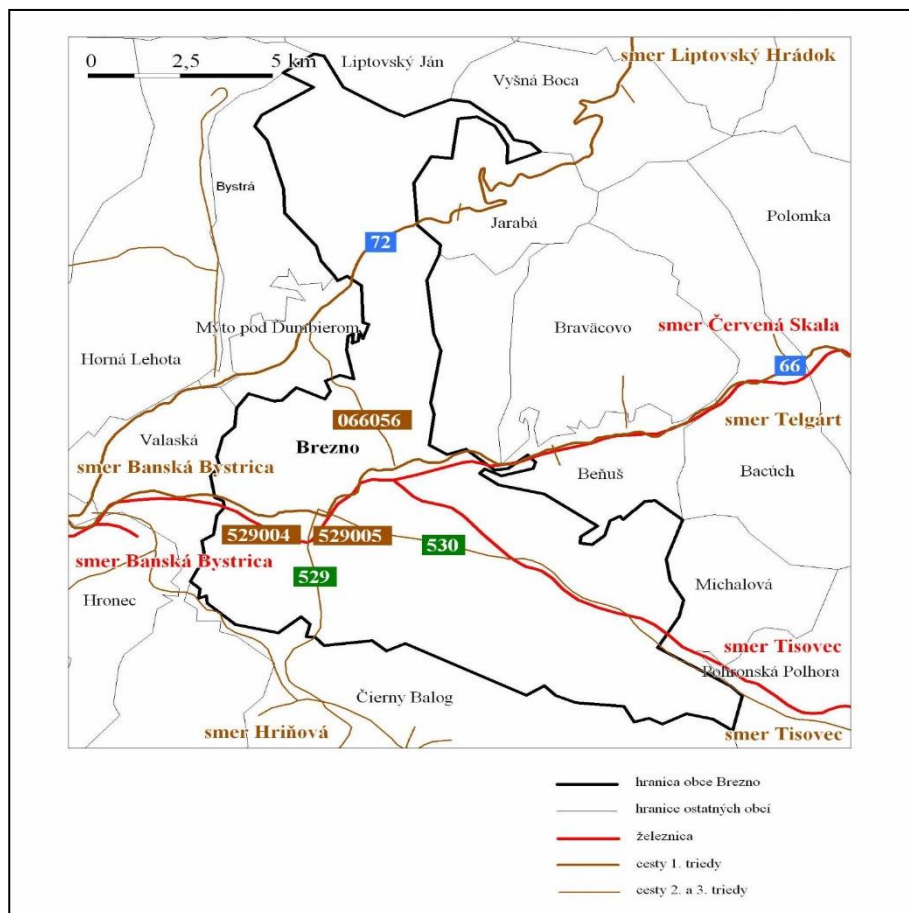 0 2,5 5 km
Liptovský Ján
smer Liptovský Hrádok
Vyšná Boca
Bystrá
Jarabá
Polomka
72
Mýto pod Ďumbierom
Braväcovo
smer Červená Skala
Horná Lehota
66
066056
smer Telgárt
Valaská
Brezno
smer Banská Bystrica
Beňuš
Bacúch
529004
529005
530
smer Banská Bystrica
529
Hronec
Michalová
smer Tisovec
Pohronská Polhora
Čierny Balog
smer Hriňová
smer Tisovec
hranica obce Brezno
hranice ostatných obcí
železnica
cesty 1. triedy
cesty 2. a 3. triedy